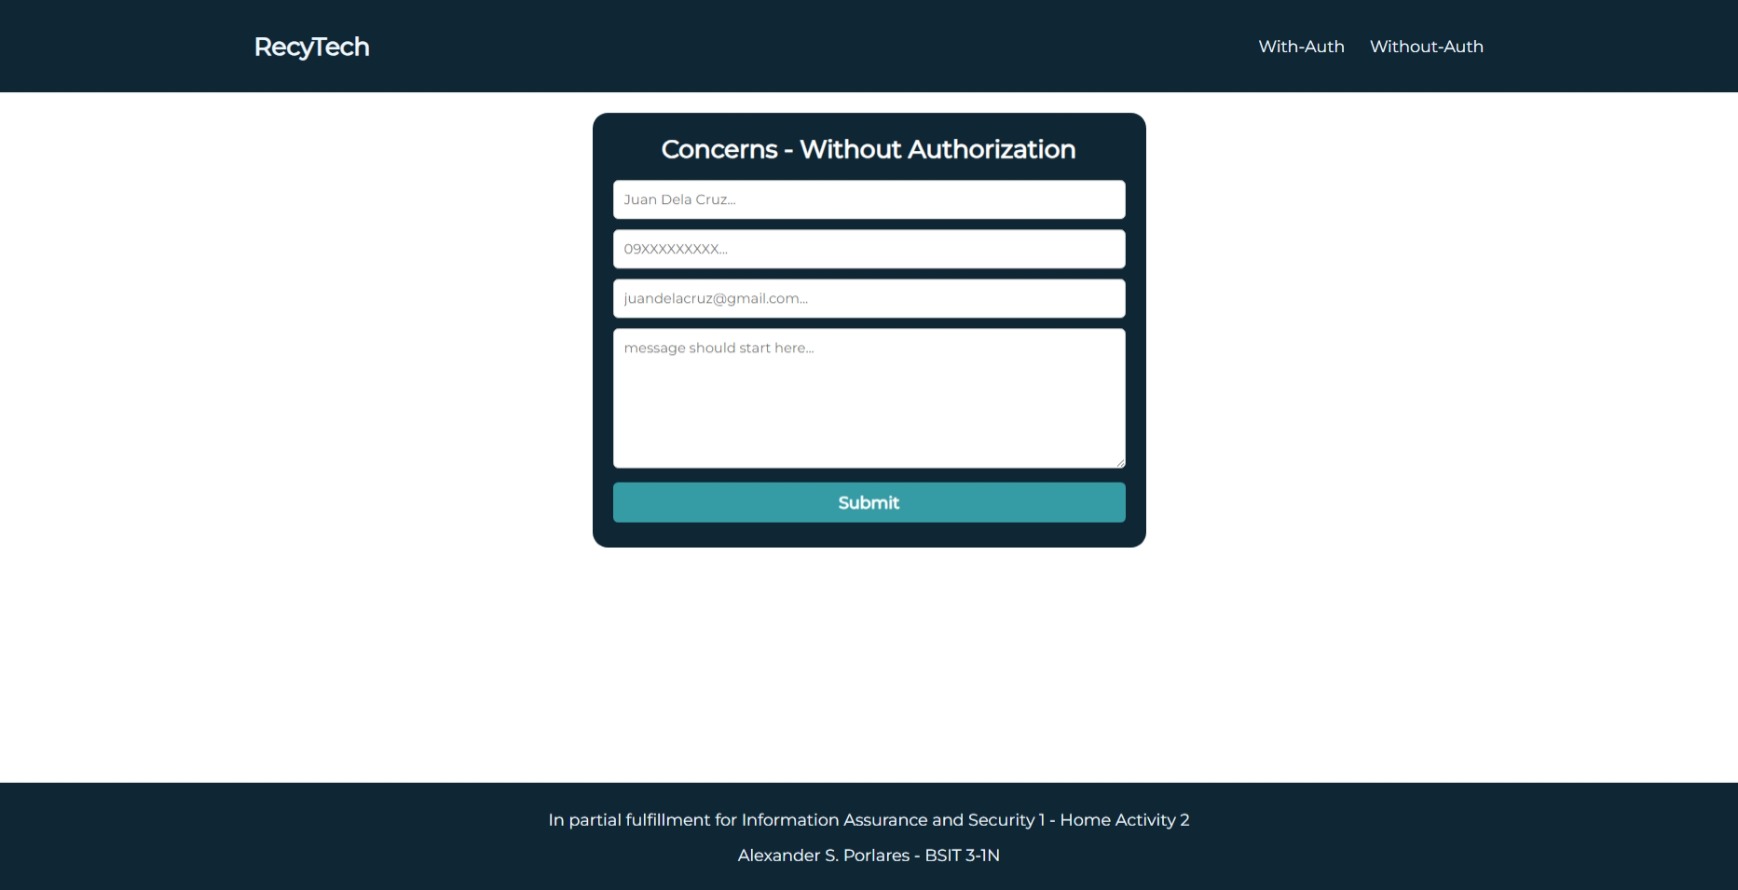 RecyTech
With-Auth Without-Auth
Concerns - Without Authorization
Juan Dela Cruz...
09XXXXXXXXX...
juandelacruz@gmail.com...
message should start here...
Submit
In partial fulfillment for Information Assurance and Security 1 - Home Activity 2
Alexander S. Porlares - BSIT 3-1N